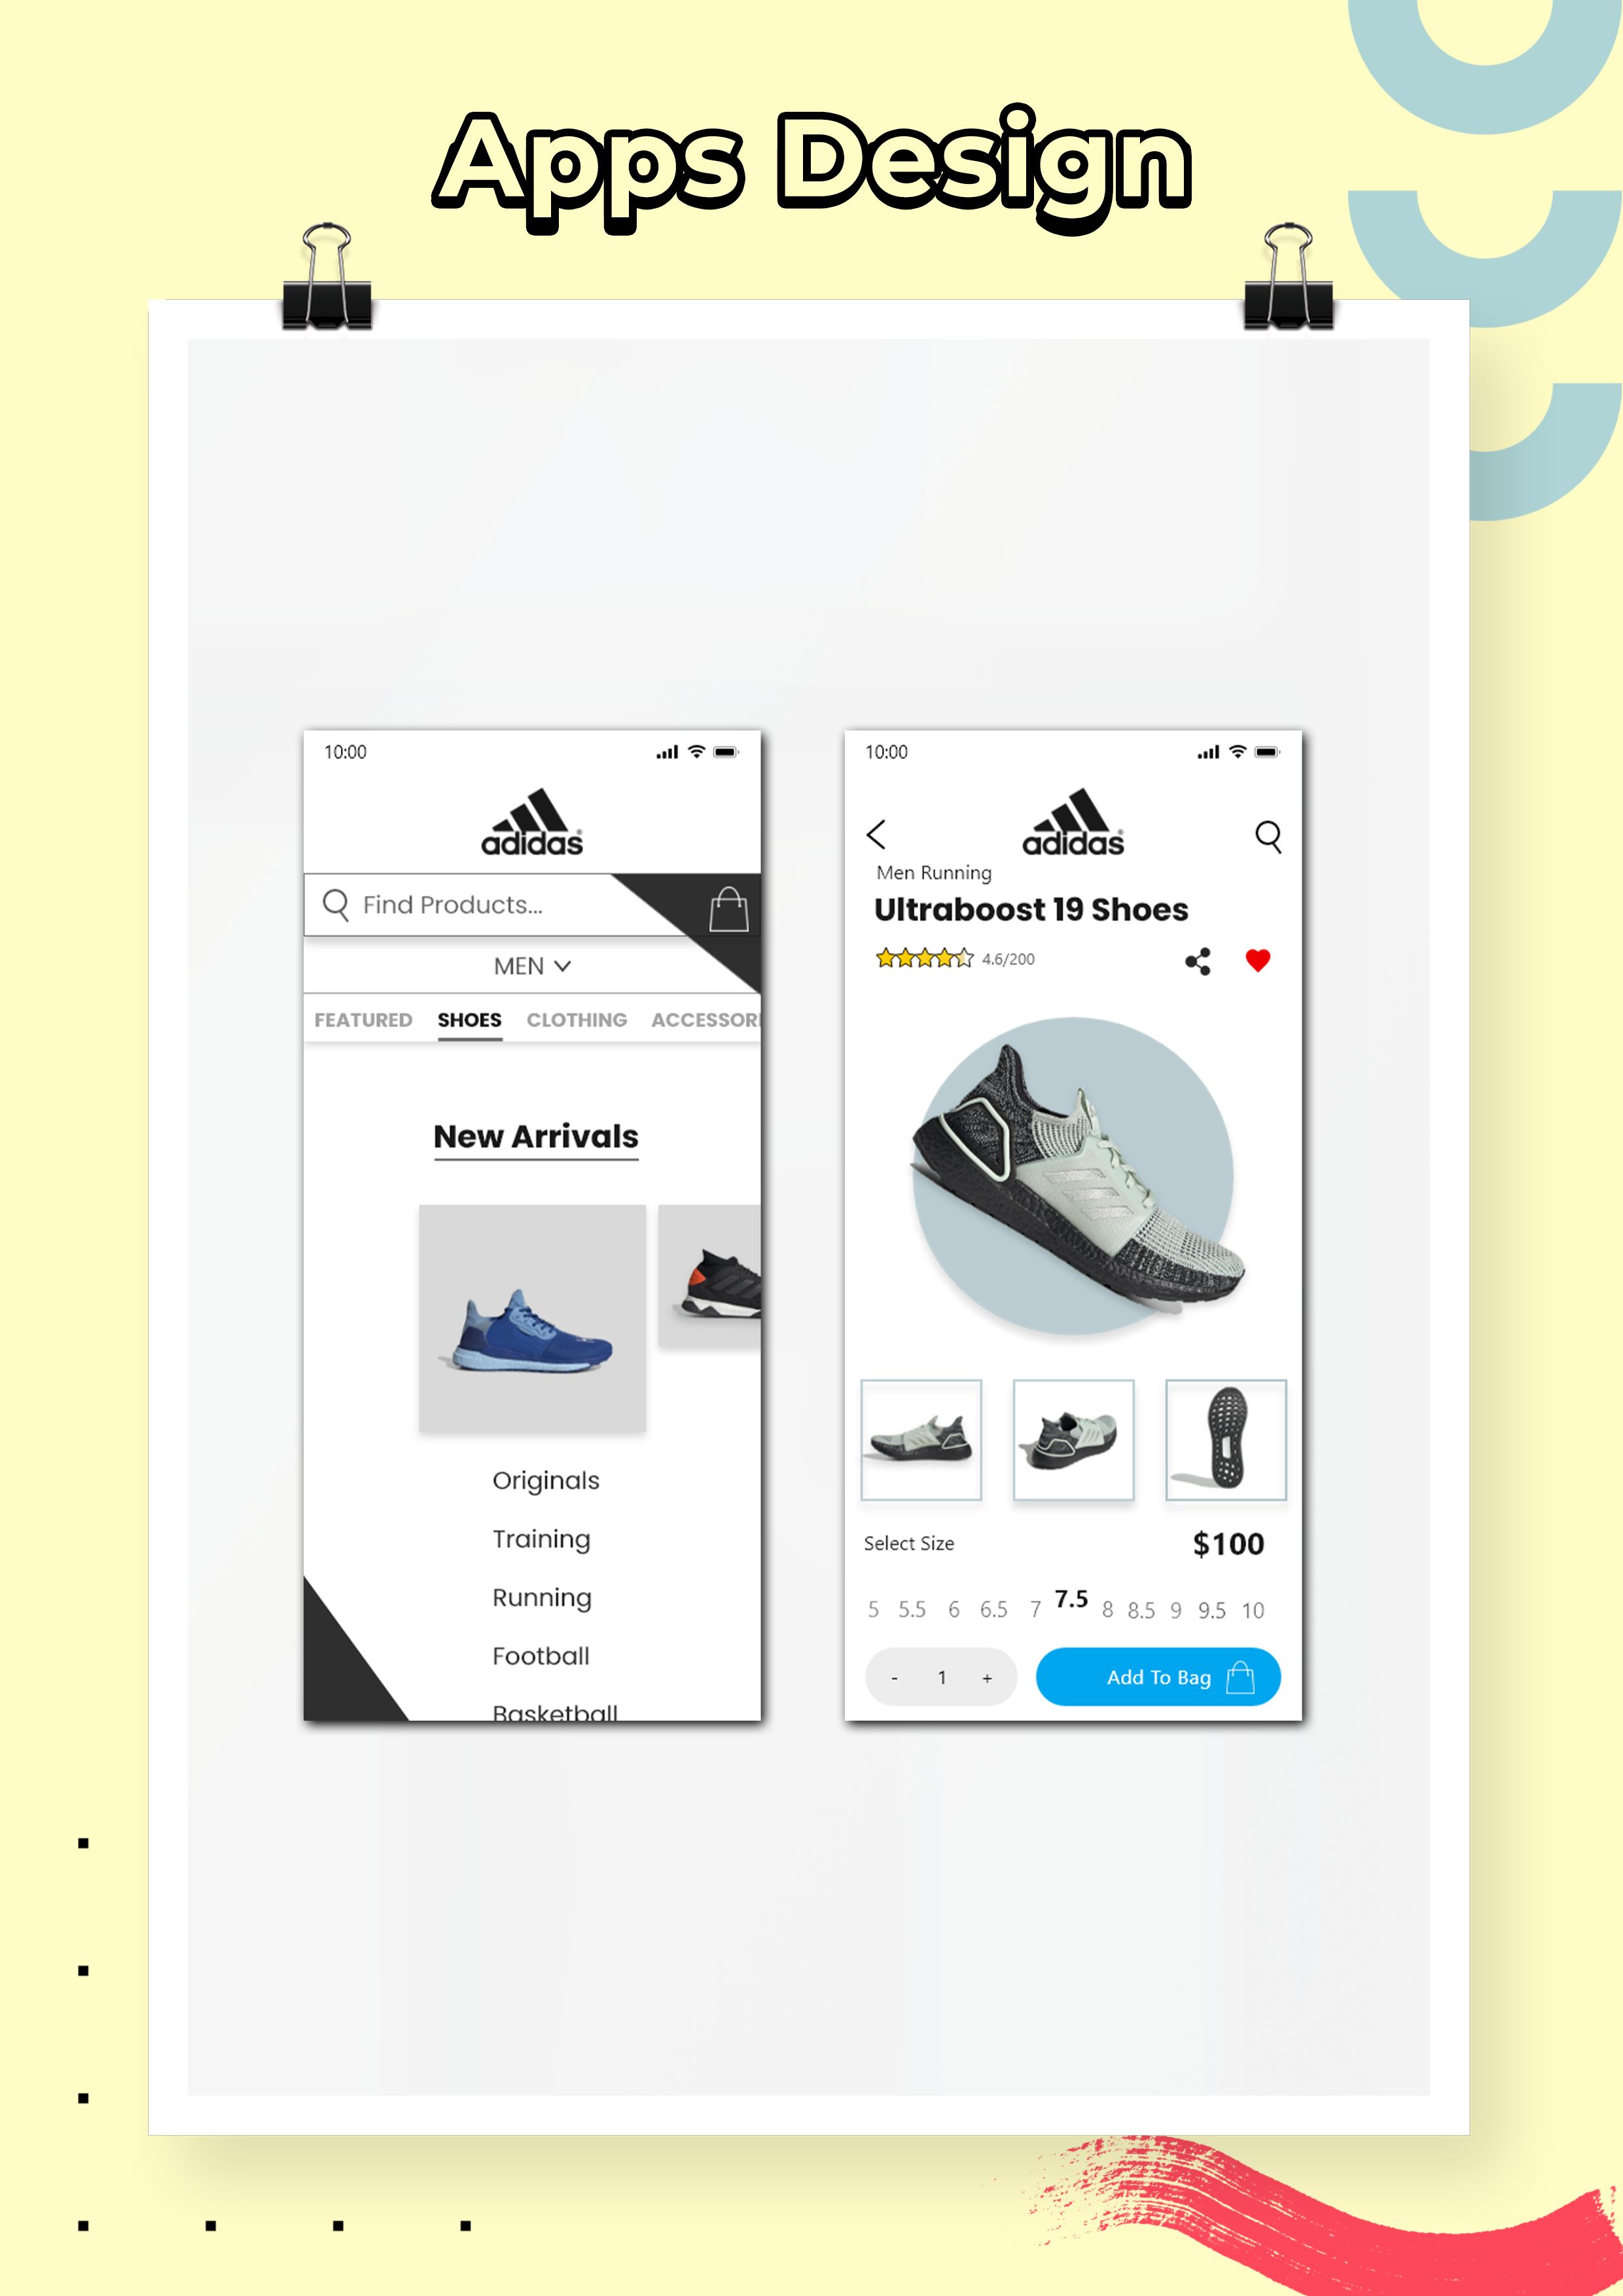 Apps Design
10:00
adidas
Find Products...
MEN
FEATURED SHOES CLOTHING ACCESSORI
New Arrivals
Originals
Training
Running
Football
Basketball
10:00
adidas
Men Running
Ultraboost 19 Shoes
4.6/200
Select Size $100
5 5.5 6 6.5 7 7.5 8 8.5 9 9.5 10
- 1 + Add To Bag